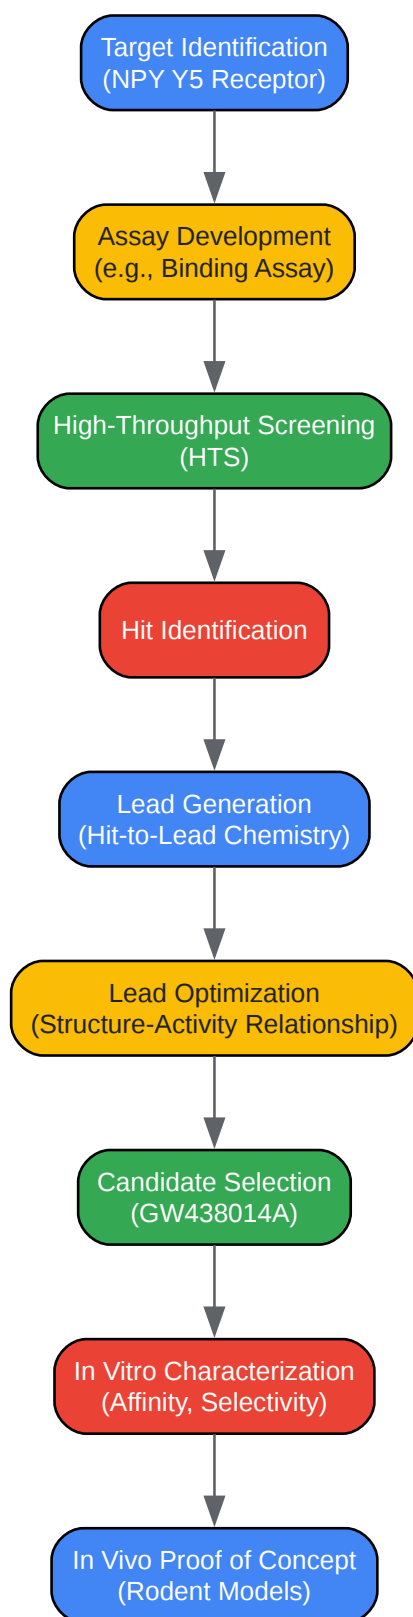 Target Identification
(NPY Y5 Receptor)
Assay Development
(e.g., Binding Assay)
High-Throughput Screening
(HTS)
Hit Identification
Lead Generation
(Hit-to-Lead Chemistry)
Lead Optimization
(Structure-Activity Relationship)
Candidate Selection
(GW438014A)
In Vitro Characterization
(Affinity, Selectivity)
In Vivo Proof of Concept
(Rodent Models)